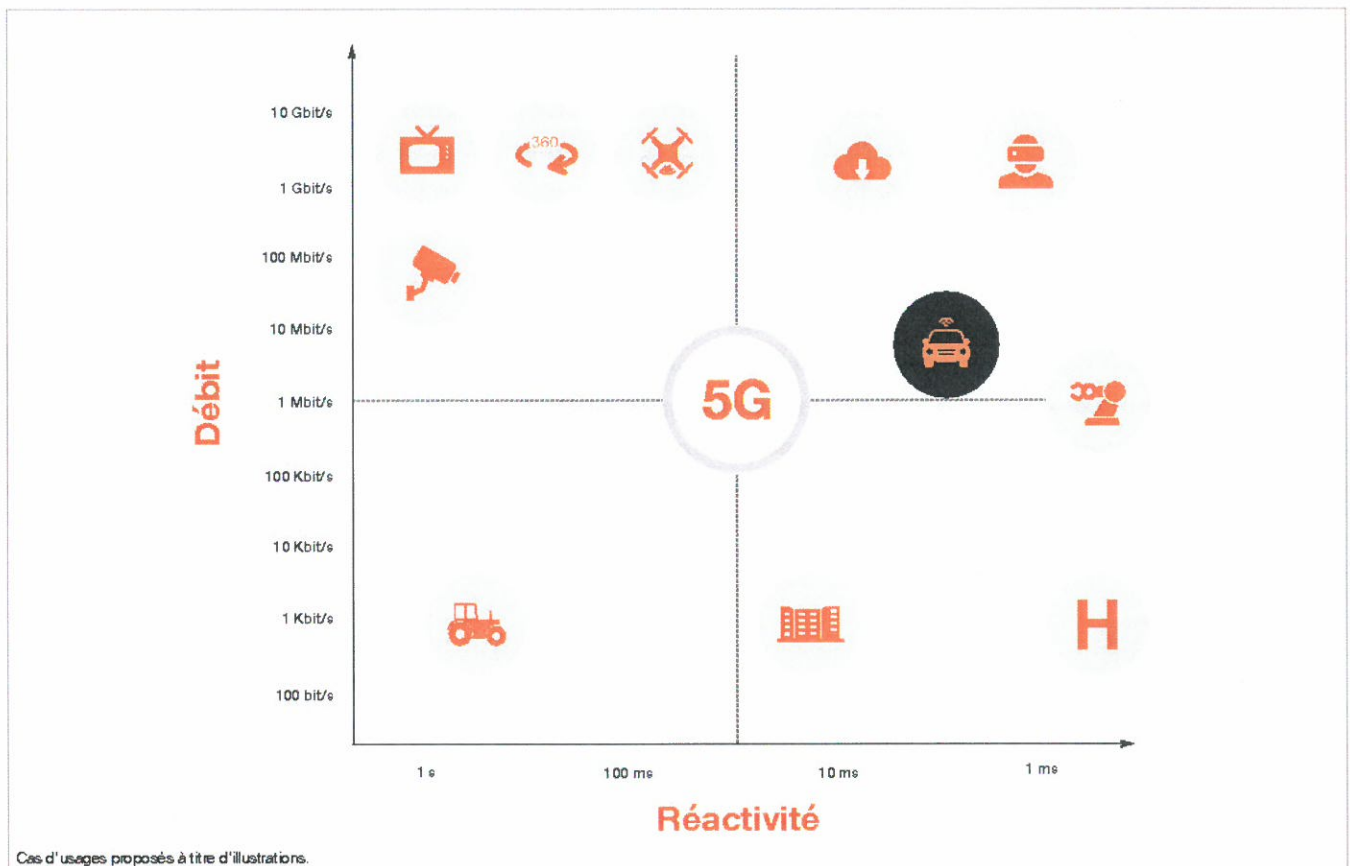 10 Gbit/s
360
1 Gbit/s
100 Mbit/s
10 Mbit/s
Débit
5G
1 Mbit/s
100 Kbit/s
10 Kbit/s
1 Kbit/s
H
100 bit/s
1 s
100 ms
10 ms
1 ms
Réactivité
Cas d'usages proposés à titre d'illustrations.